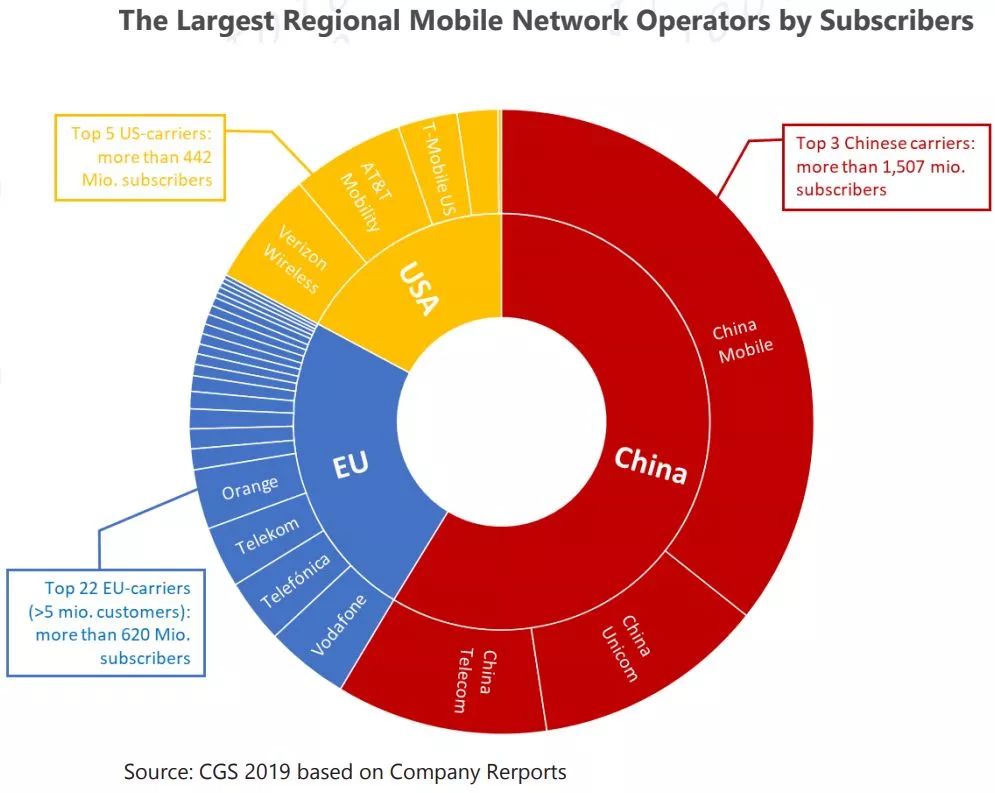 The Largest Regional Mobile Network Operators by Subscribers
Top 5 US-carriers:
more than 442
Mio. subscribers
Top 3 Chinese carriers:
more than 1,507 mio.
subscribers
T-Mobile US
AT&T
Mobility
Verizon
Wireless
USA
China
Mobile
EU
China
Orange
Telekom
Telefónica
Vodafone
China
Telecom
China
Unicom
Top 22 EU-carriers
(>5 mio. customers):
more than 620 Mio.
subscribers
Source: CGS 2019 based on Company Rerports